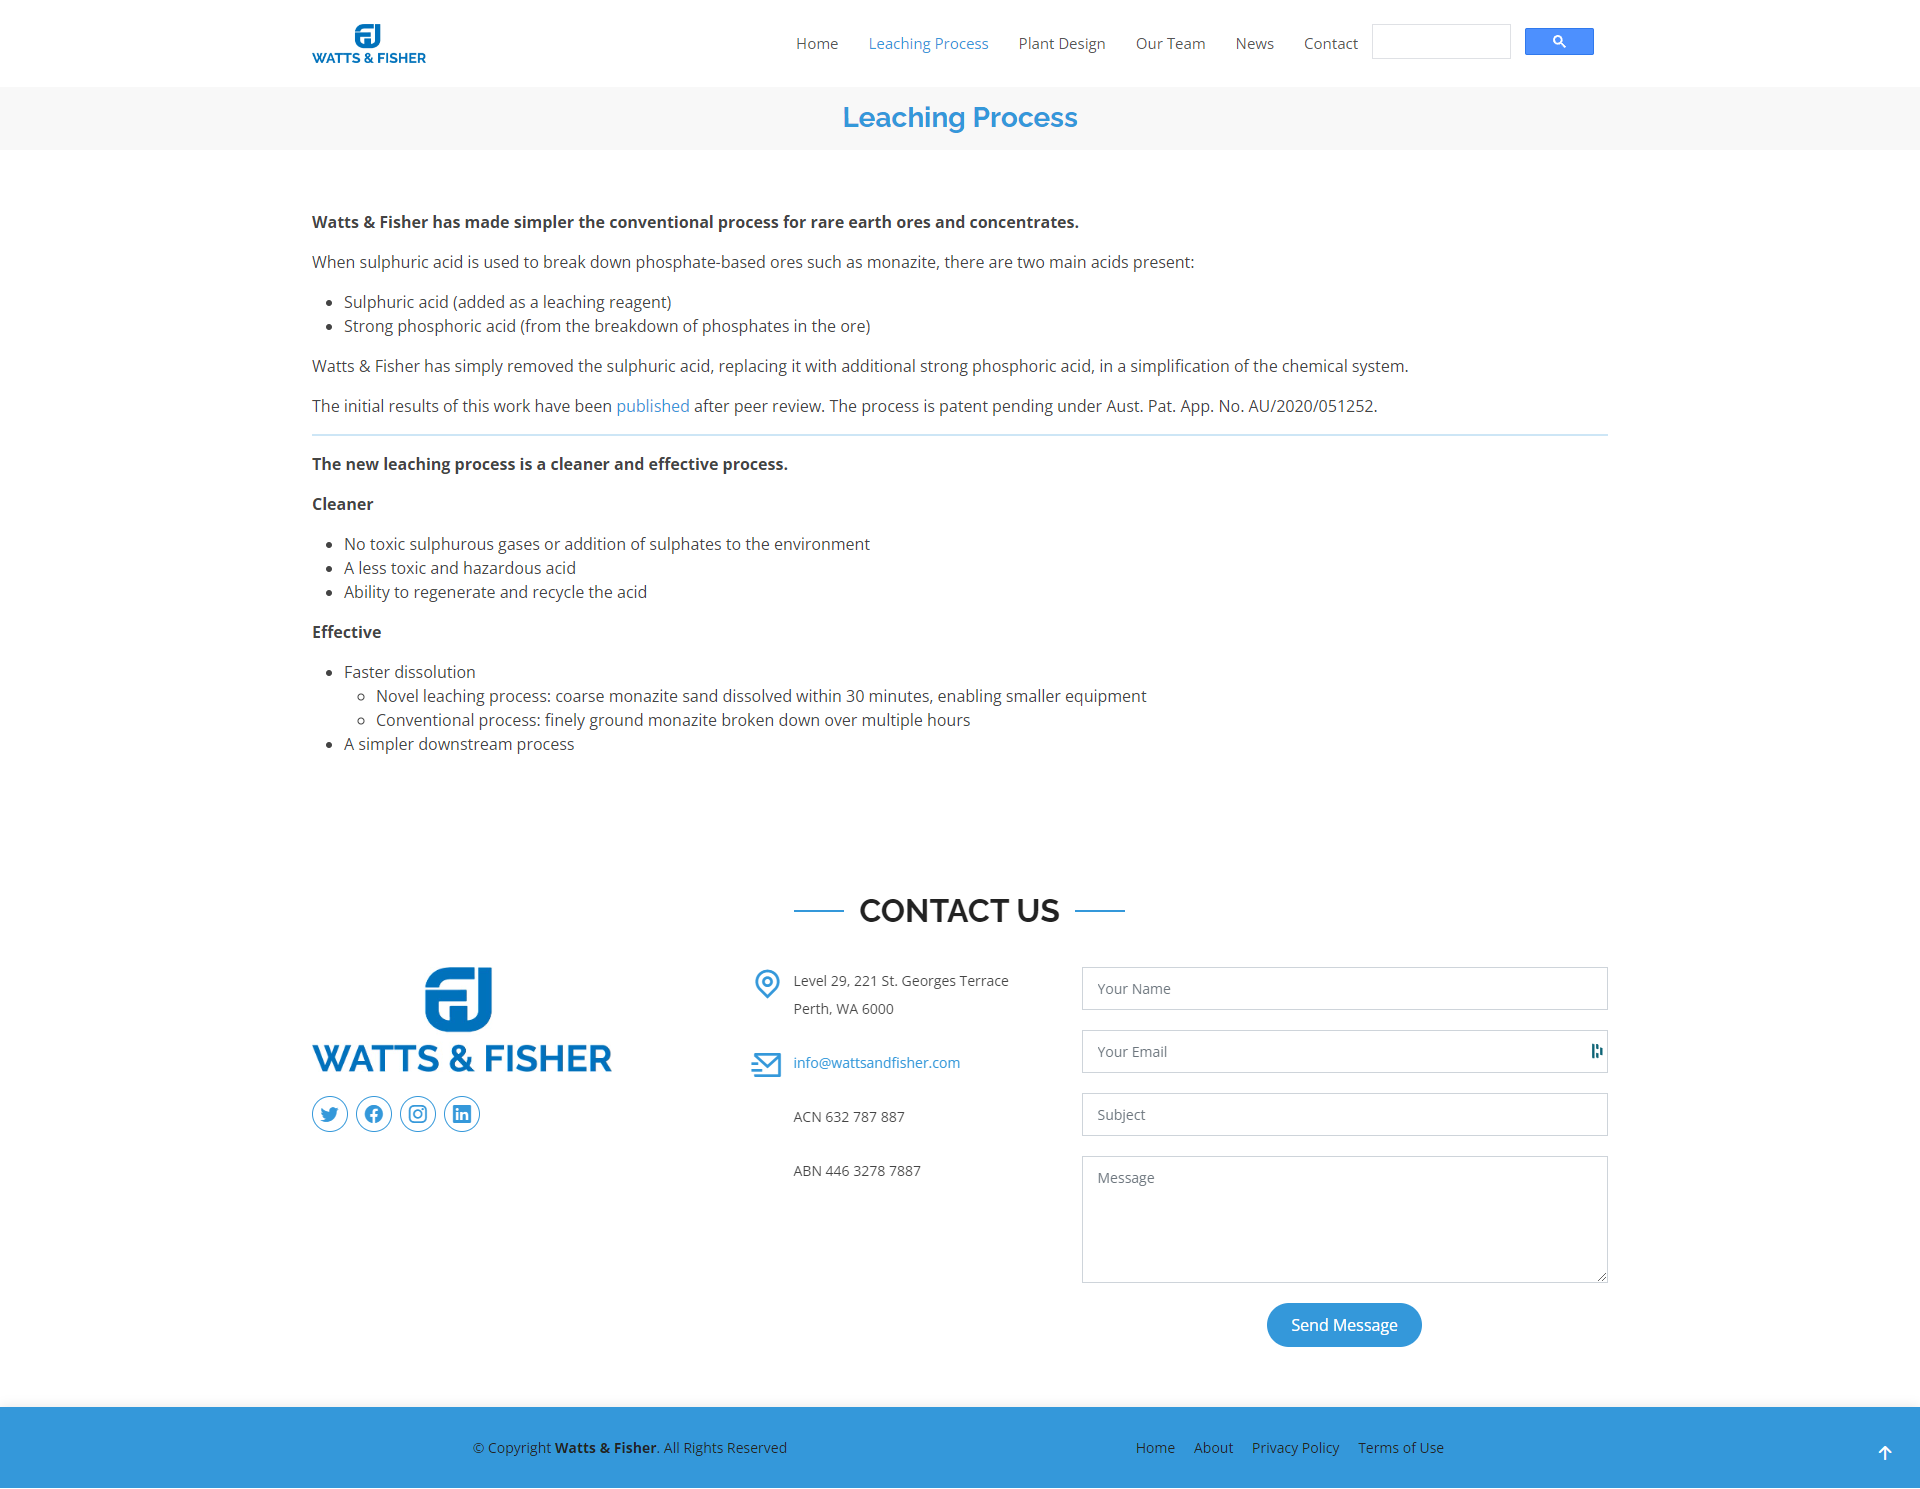 WATTS & FISHER
Home Leaching Process Plant Design Our Team News Contact
Leaching Process
Watts & Fisher has made simpler the conventional process for rare earth ores and concentrates.
When sulphuric acid is used to break down phosphate-based ores such as monazite, there are two main acids present:
Sulphuric acid (added as a leaching reagent)
Strong phosphoric acid (from the breakdown of phosphates in the ore)
Watts & Fisher has simply removed the sulphuric acid, replacing it with additional strong phosphoric acid, in a simplification of the chemical system.
The initial results of this work have been published after peer review. The process is patent pending under Aust. Pat. App. No. AU/2020/051252.
The new leaching process is a cleaner and effective process.
Cleaner
No toxic sulphurous gases or addition of sulphates to the environment
A less toxic and hazardous acid
Ability to regenerate and recycle the acid
Effective
Faster dissolution
Novel leaching process: coarse monazite sand dissolved within 30 minutes, enabling smaller equipment
Conventional process: finely ground monazite broken down over multiple hours
A simpler downstream process
CONTACT US
WATTS & FISHER
Level 29, 221 St. Georges Terrace
Perth, WA 6000
info@wattsandfisher.com
ACN 632 787 887
ABN 446 3278 7887
Your Name
Your Email
Subject
Message
Send Message
© Copyright Watts & Fisher. All Rights Reserved
Home About Privacy Policy Terms of Use